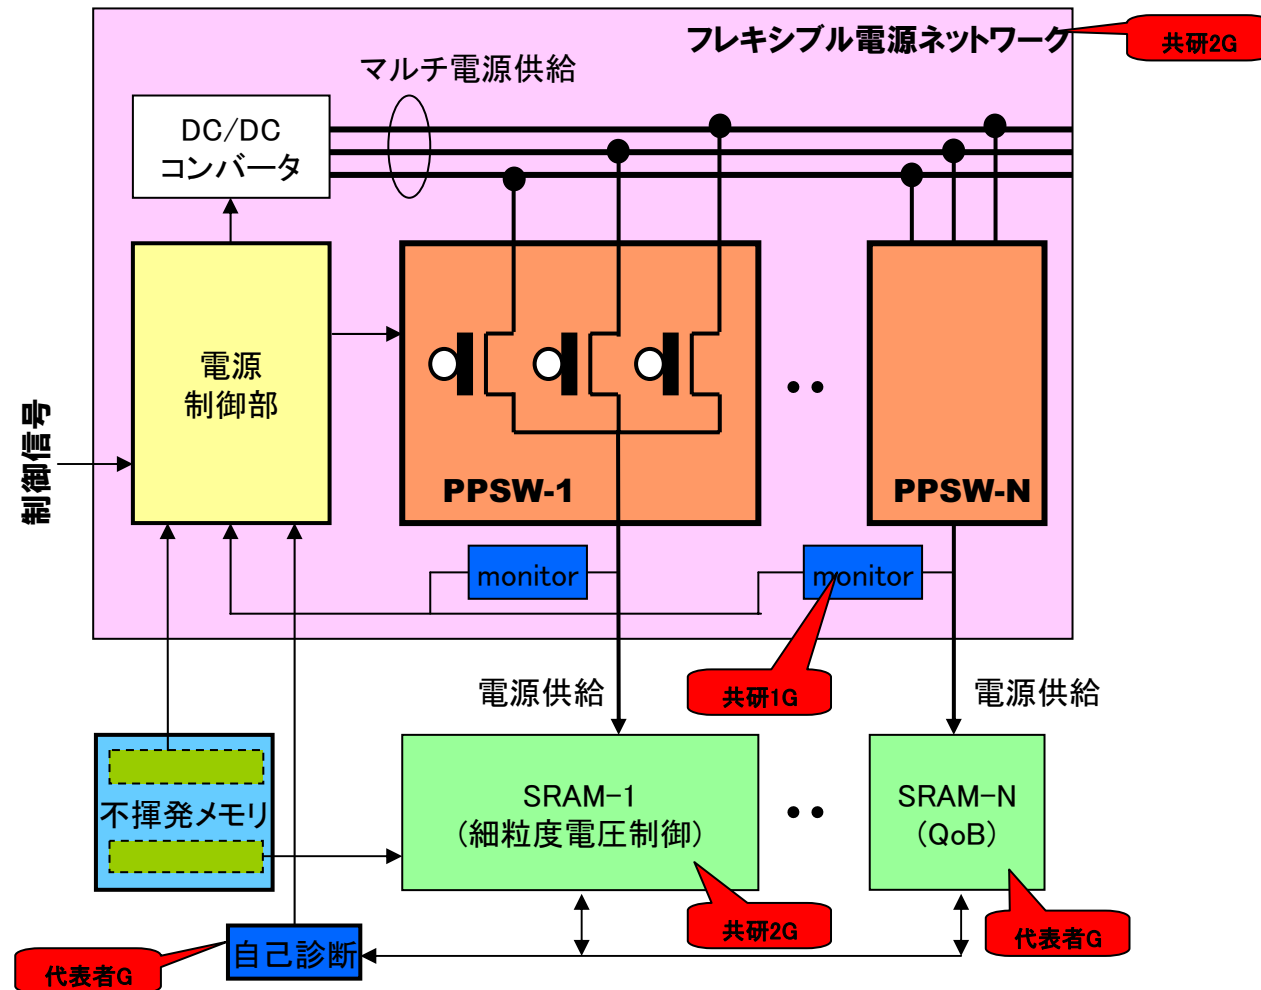 フレキシブル電源ネットワーク
共研2G
マルチ電源供給
DC/DC
コンバータ
電源
制御部
制御信号
PPSW-1
PPSW-N
monitor
monitor
共研1G
電源供給
電源供給
不揮発メモリ
SRAM-1
(細粒度電圧制御)
SRAM-N
(QoB)
共研2G
代表者G
自己診断
代表者G